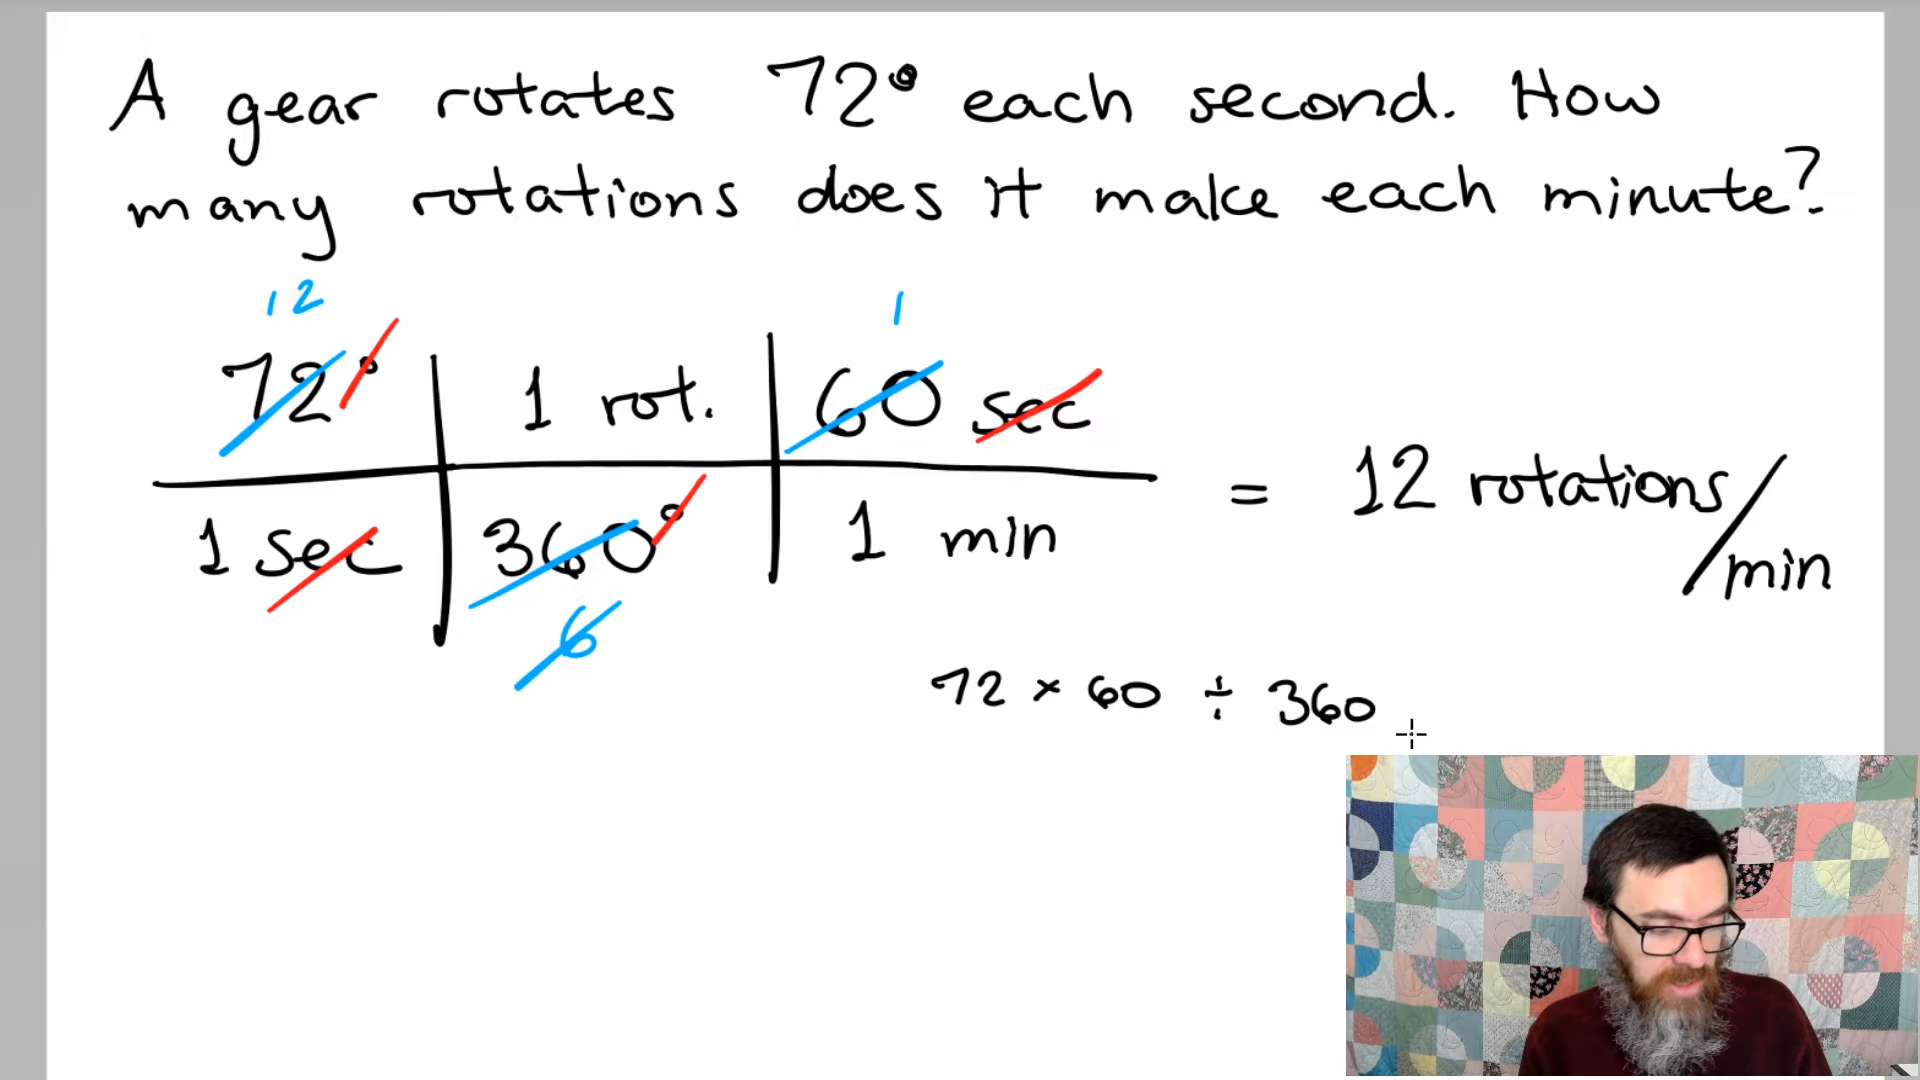 A gear rotates 72° each second. How
many rotations does it make each minute?
12 1
72° 1 rot. 60 sec
1 sec 360° 1 min
6
= 12 rotations/min
72 × 60 ÷ 360